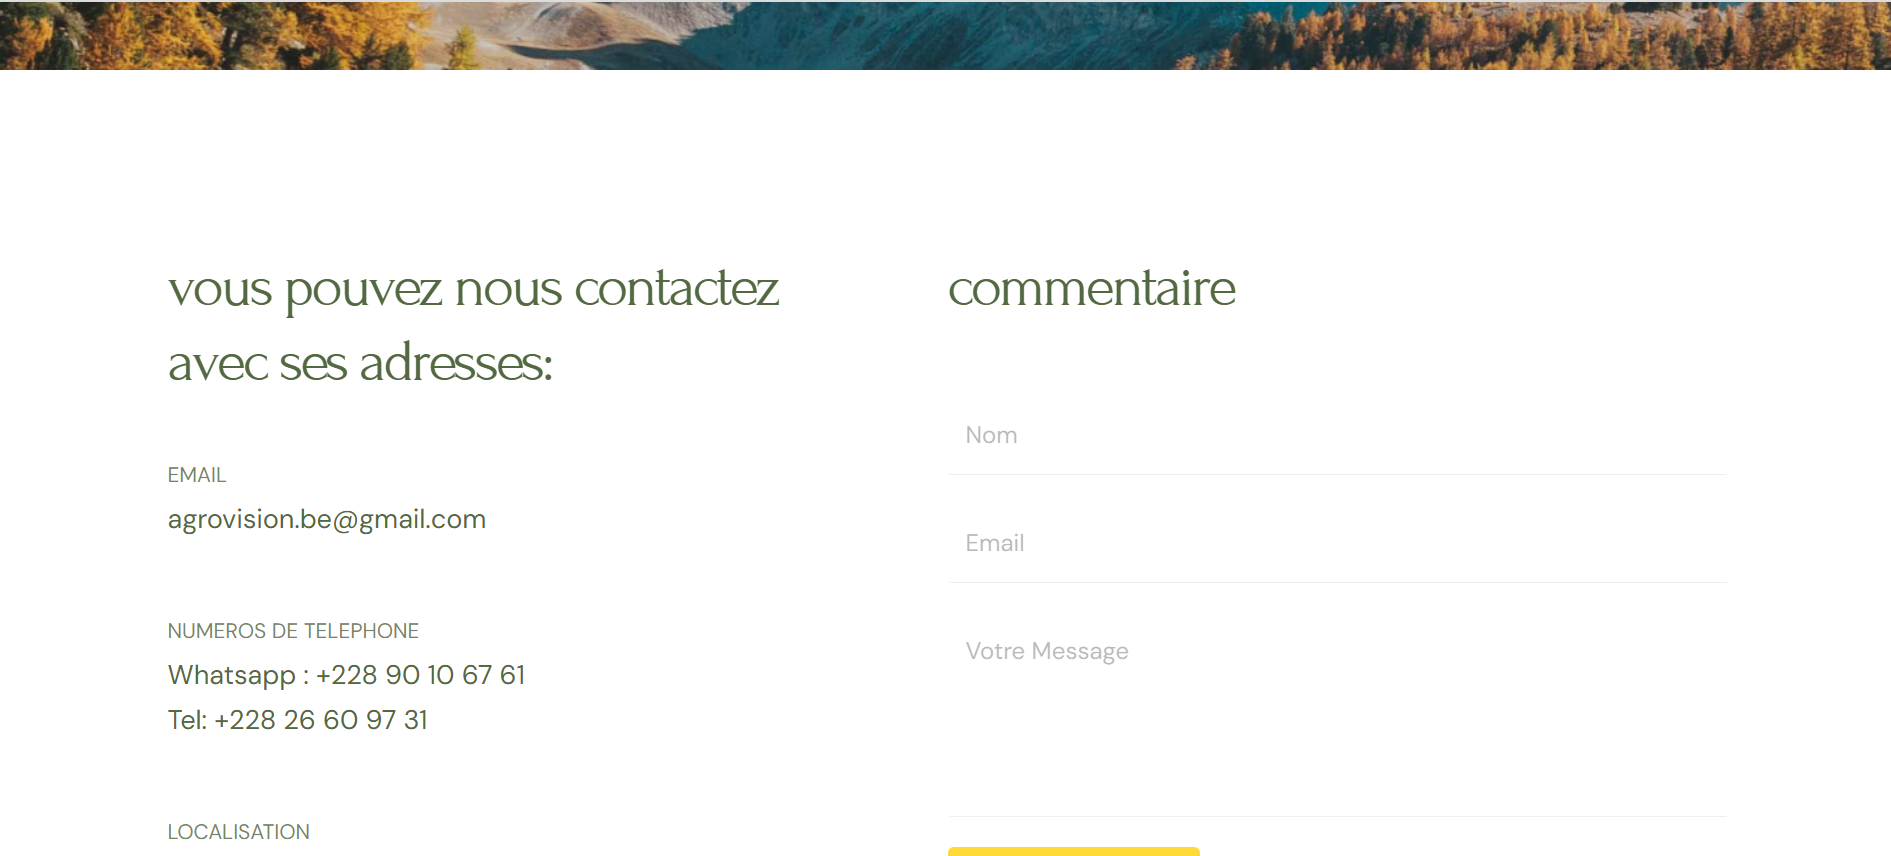 vous pouvez nous contactez
avec ses adresses:
EMAIL
agrovision.be@gmail.com
NUMEROS DE TELEPHONE
Whatsapp : +228 90 10 67 61
Tel: +228 26 60 97 31
LOCALISATION
commentaire
Nom
Email
Votre Message